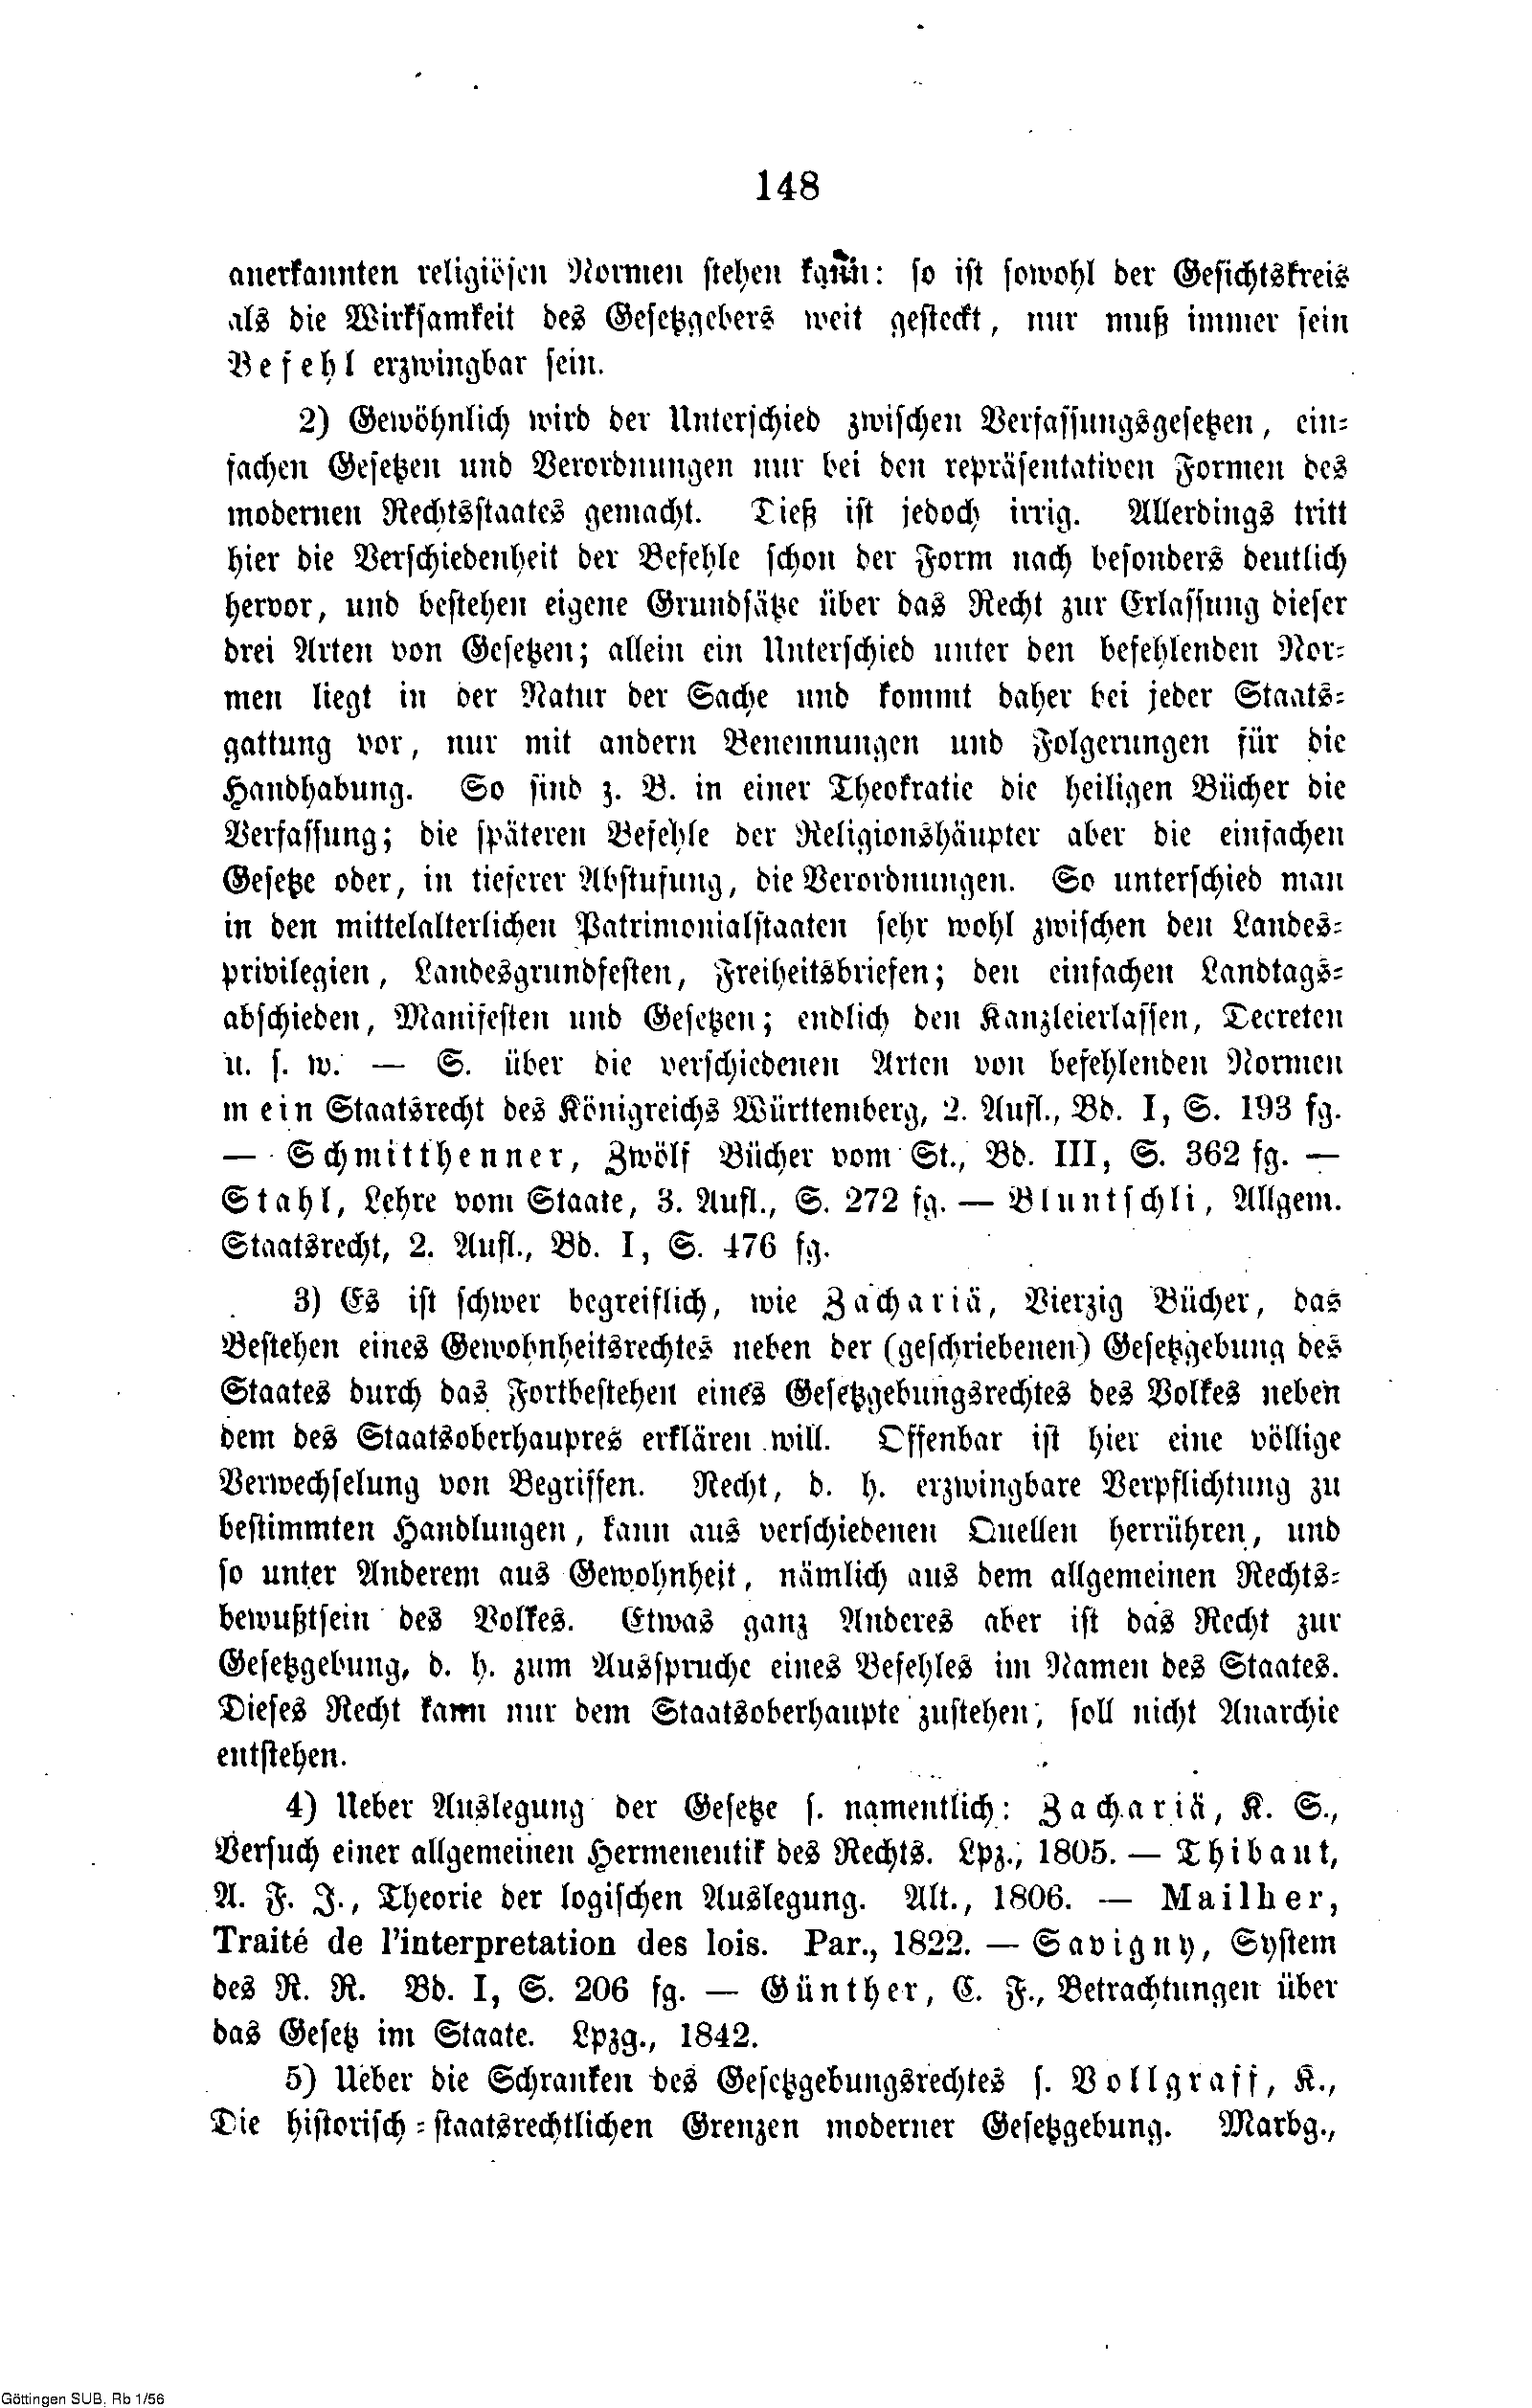 148
anerkannten religiösen Normen stehen kann: so ist sowohl der Gesichtskreis
als die Wirksamkeit des Gesetzgebers weit gesteckt, nur muß immer sein
Befehl erzwingbar sein.
2) Gewöhnlich wird der Unterschied zwischen Verfassungsgesetzen, ein-
fachen Gesetzen und Verordnungen nur bei den repräsentativen Formen des
modernen Rechtsstaates gemacht. Dieß ist jedoch irrig. Allerdings tritt
hier die Verschiedenheit der Befehle schon der Form nach besonders deutlich
hervor, und bestehen eigene Grundsätze über das Recht zur Erlassung dieser
drei Arten von Gesetzen; allein ein Unterschied unter den befehlenden Nor-
men liegt in der Natur der Sache und kommt daher bei jeder Staats-
gattung vor, nur mit andern Benennungen und Folgerungen für die
Handhabung. So sind z. B. in einer Theokratie die heiligen Bücher die
Verfassung; die späteren Befehle der Religionshäupter aber die einfachen
Gesetze oder, in tieferer Abstufung, die Verordnungen. So unterschied man
in den mittelalterlichen Patrimonialstaaten sehr wohl zwischen den Landes-
privilegien, Landesgrundfesten, Freiheitsbriefen; den einfachen Landtags-
abschieden, Manifesten und Gesetzen; endlich den Kanzleierlassen, Decreten
u. s. w. — S. über die verschiedenen Arten von befehlenden Normen
mein Staatsrecht des Königreichs Württemberg, 2. Aufl., Bd. I, S. 193 fg.
— Schmitthenner, Zwölf Bücher vom St., Bd. III, S. 362 fg. —
Stahl, Lehre vom Staate, 3. Aufl., S. 272 fg. — Bluntschli, Allgem.
Staatsrecht, 2. Aufl., Bd. I, S. 476 fg.
3) Es ist schwer begreiflich, wie Zachariä, Vierzig Bücher, das
Bestehen eines Gewohnheitsrechtes neben der (geschriebenen) Gesetzgebung des
Staates durch das Fortbestehen eines Gesetzgebungsrechtes des Volkes neben
dem des Staatsoberhaupres erklären will. Offenbar ist hier eine völlige
Verwechselung von Begriffen. Recht, d. h. erzwingbare Verpflichtung zu
bestimmten Handlungen, kann aus verschiedenen Quellen herrühren, und
so unter Anderem aus Gewohnheit, nämlich aus dem allgemeinen Rechts-
bewußtsein des Volkes. Etwas ganz Anderes aber ist das Recht zur
Gesetzgebung, d. h. zum Ausspruche eines Befehles im Namen des Staates.
Dieses Recht kann nur dem Staatsoberhaupte zustehen, soll nicht Anarchie
entstehen.
4) Ueber Auslegung der Gesetze s. namentlich: Zachariä, K. S.,
Versuch einer allgemeinen Hermeneutik des Rechts. Lpz., 1805. — Thibaut,
A. F. J., Theorie der logischen Auslegung. Alt., 1806. — Mailher,
Traité de l'interpretation des lois. Par., 1822. — Savigny, System
des R. R. Bd. I, S. 206 fg. — Günther, C. F., Betrachtungen über
das Gesetz im Staate. Lpzg., 1842.
5) Ueber die Schranken des Gesetzgebungsrechtes s. Vollgraff, K.,
Die historisch-staatsrechtlichen Grenzen moderner Gesetzgebung. Marbg.,
Göttingen SUB, Rb 1/56